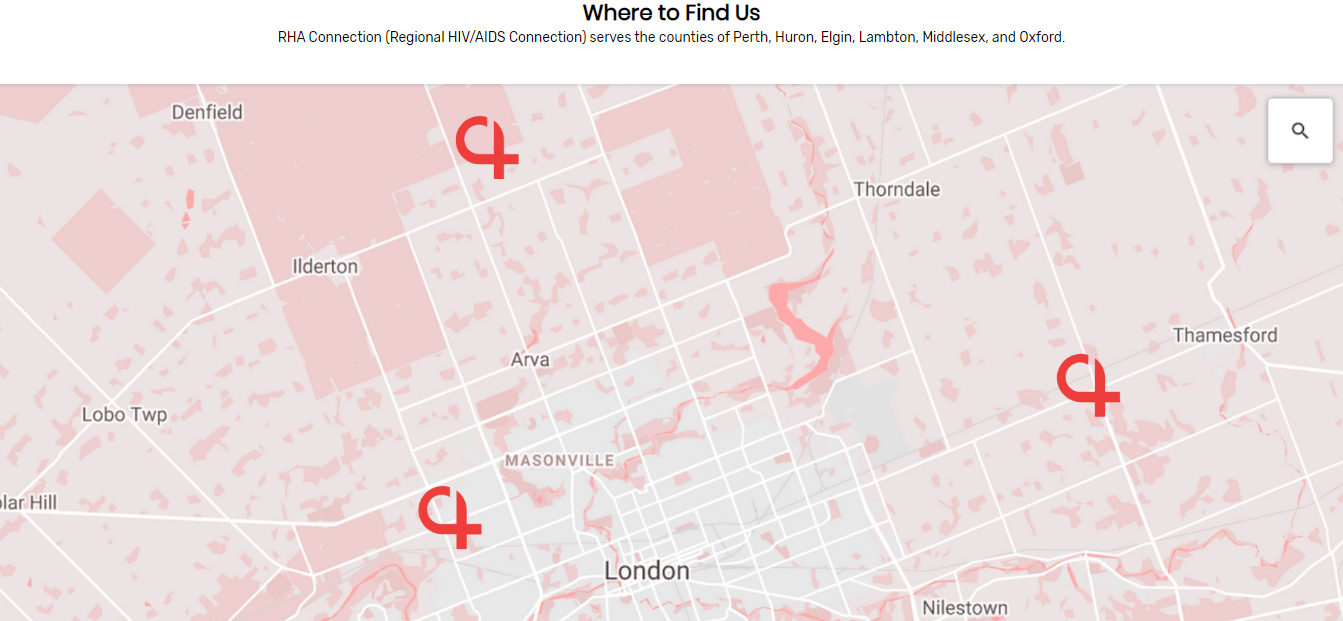 Where to Find Us
RHA Connection (Regional HIV/AIDS Connection) serves the counties of Perth, Huron, Elgin, Lambton, Middlesex, and Oxford.
Denfield
Thorndale
Ilderton
Thamesford
Arva
Lobo Twp
MASONVILLE
lar Hill
London
Nilestown